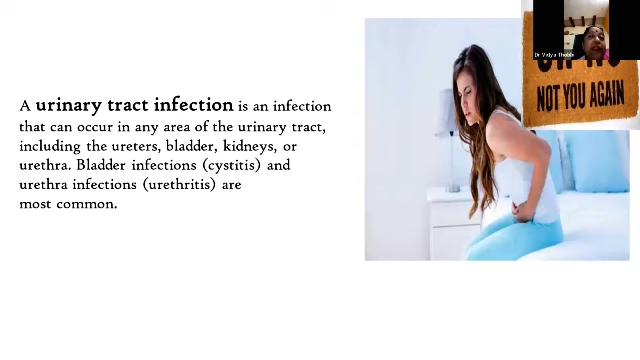 A urinary tract infection is an infection
that can occur in any area of the urinary tract,
including the ureters, bladder, kidneys, or
urethra. Bladder infections (cystitis) and
urethra infections (urethritis) are
most common.
NOT YOU AGAIN